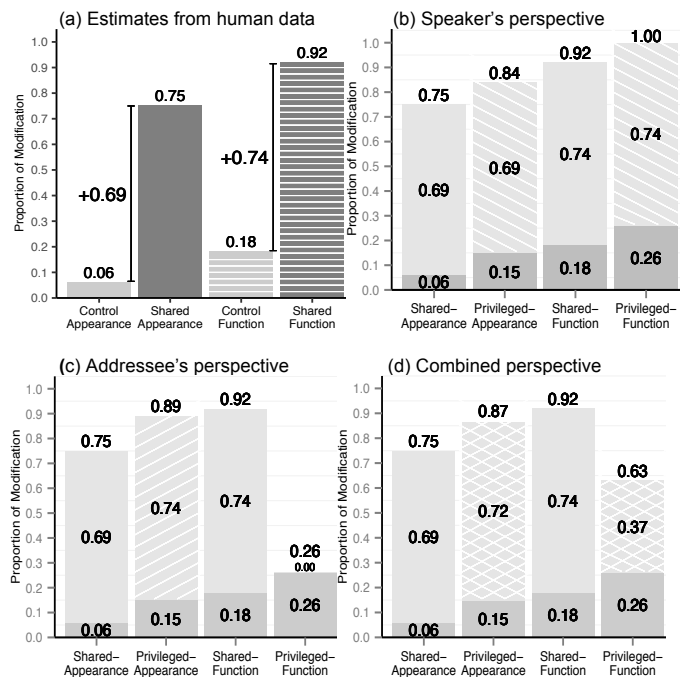 (a) Estimates from human data
Proportion of Modification
1.0
0.9
0.8
0.7
0.6
0.5
0.4
0.3
0.2
0.1
0.0
0.06
+0.69
0.75
0.18
+0.74
0.92
Control Shared Control Shared
Appearance Appearance Function Function
(b) Speaker's perspective
Proportion of Modification
1.0
0.9
0.8
0.7
0.6
0.5
0.4
0.3
0.2
0.1
0.0
0.75 0.84 0.92 1.00
0.69 0.69 0.74 0.74
0.06 0.15 0.18 0.26
Shared– Privileged– Shared– Privileged–
Appearance Appearance Function Function
(c) Addressee's perspective
Proportion of Modification
1.0
0.9
0.8
0.7
0.6
0.5
0.4
0.3
0.2
0.1
0.0
0.75 0.89 0.92 0.26
0.69 0.74 0.74 0.00
0.06 0.15 0.18 0.26
Shared– Privileged– Shared– Privileged–
Appearance Appearance Function Function
(d) Combined perspective
Proportion of Modification
1.0
0.9
0.8
0.7
0.6
0.5
0.4
0.3
0.2
0.1
0.0
0.75 0.87 0.92 0.63
0.69 0.72 0.74 0.37
0.06 0.15 0.18 0.26
Shared– Privileged– Shared– Privileged–
Appearance Appearance Function Function